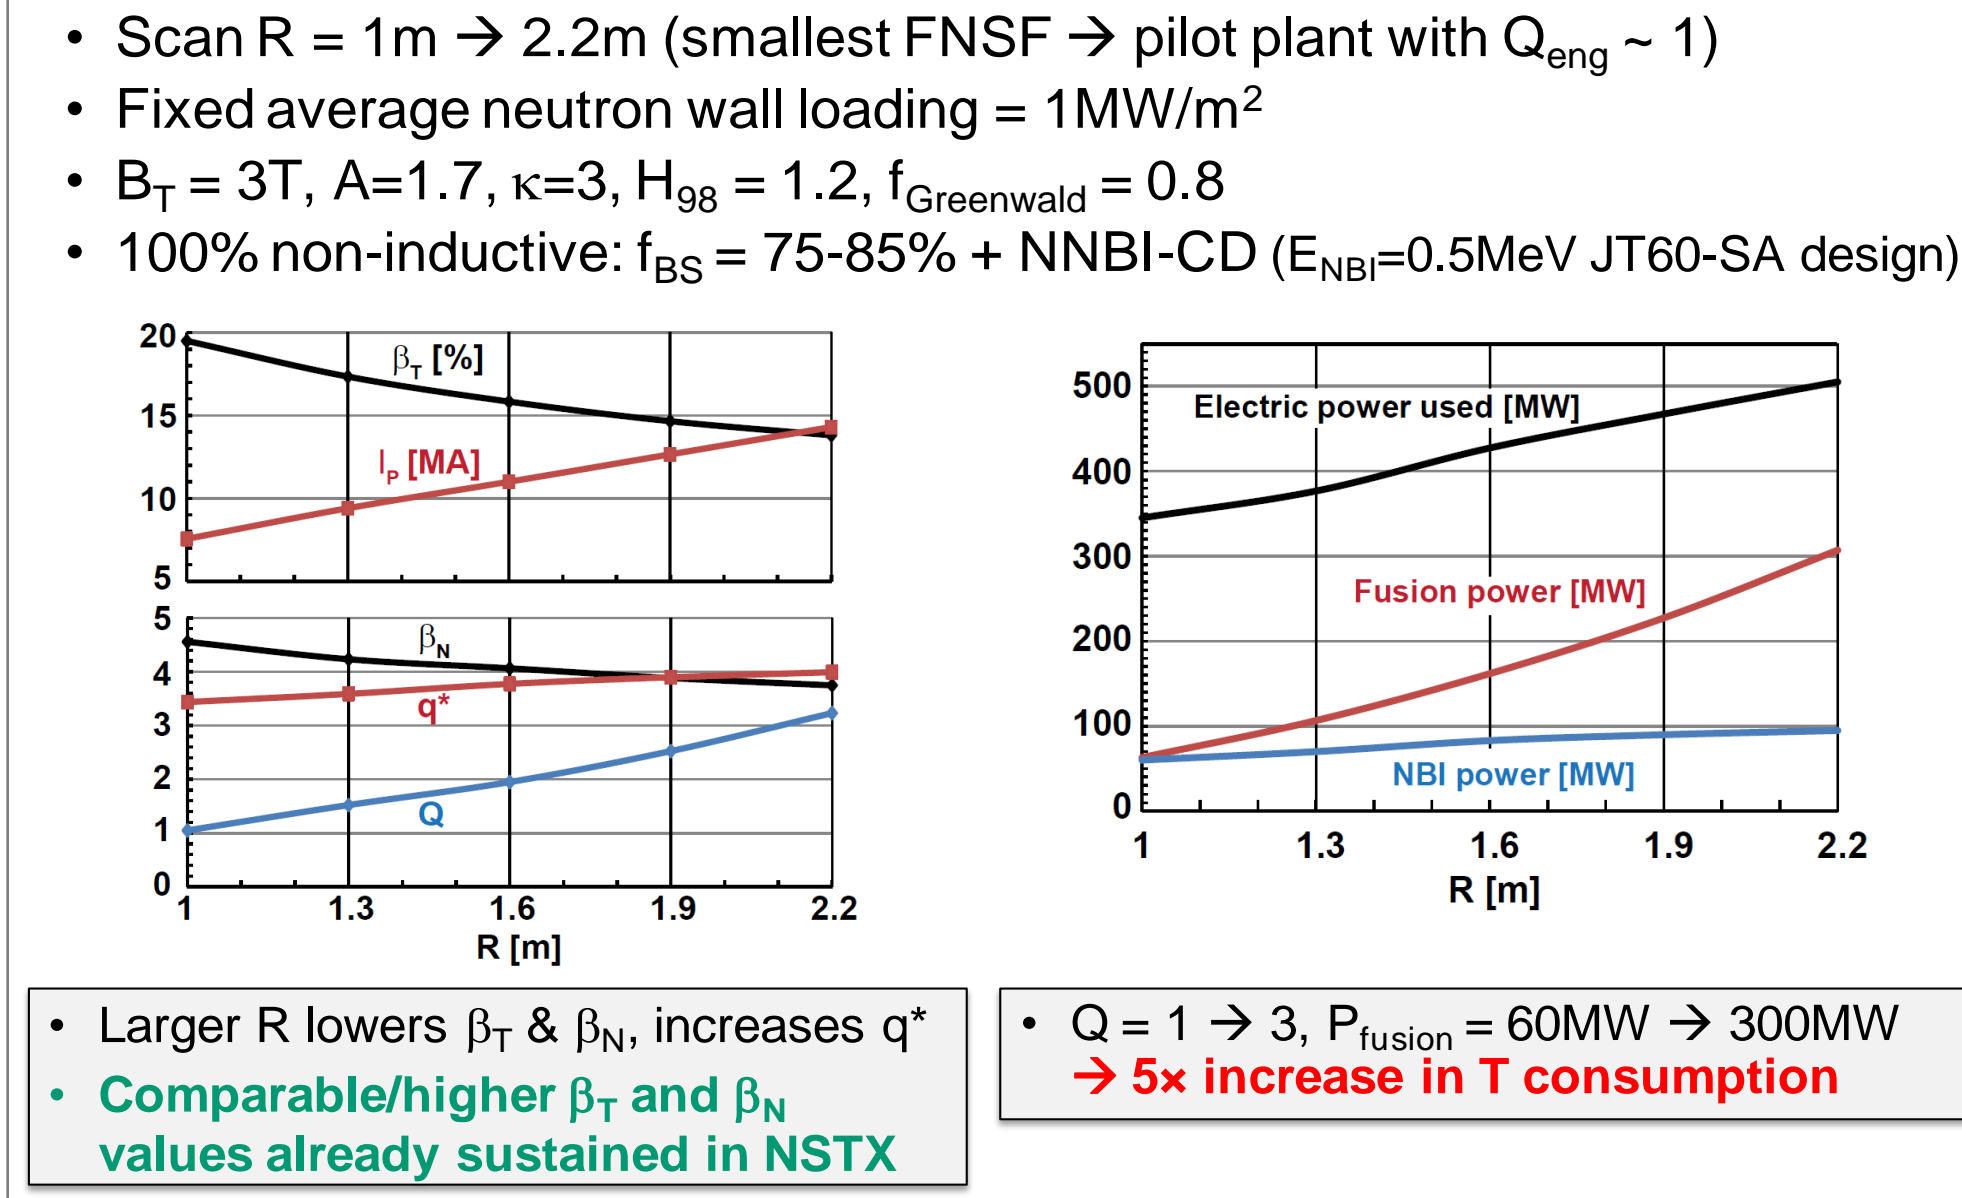 • Scan R = 1m → 2.2m (smallest FNSF → pilot plant with Qeng ~ 1)
• Fixed average neutron wall loading = 1MW/m²
• BT = 3T, A=1.7, κ=3, H98 = 1.2, fGreenwald = 0.8
• 100% non-inductive: fBS = 75-85% + NNBI-CD (ENBI=0.5MeV JT60-SA design)
20
15
10
5
βT [%]
IP [MA]
5
4
3
2
1
0
βN
q*
Q
1 1.3 1.6 1.9 2.2
R [m]
500
400
300
200
100
0
Electric power used [MW]
Fusion power [MW]
NBI power [MW]
1 1.3 1.6 1.9 2.2
R [m]
• Larger R lowers βT & βN, increases q*
• Comparable/higher βT and βN
values already sustained in NSTX
• Q = 1 → 3, Pfusion = 60MW → 300MW
→ 5× increase in T consumption